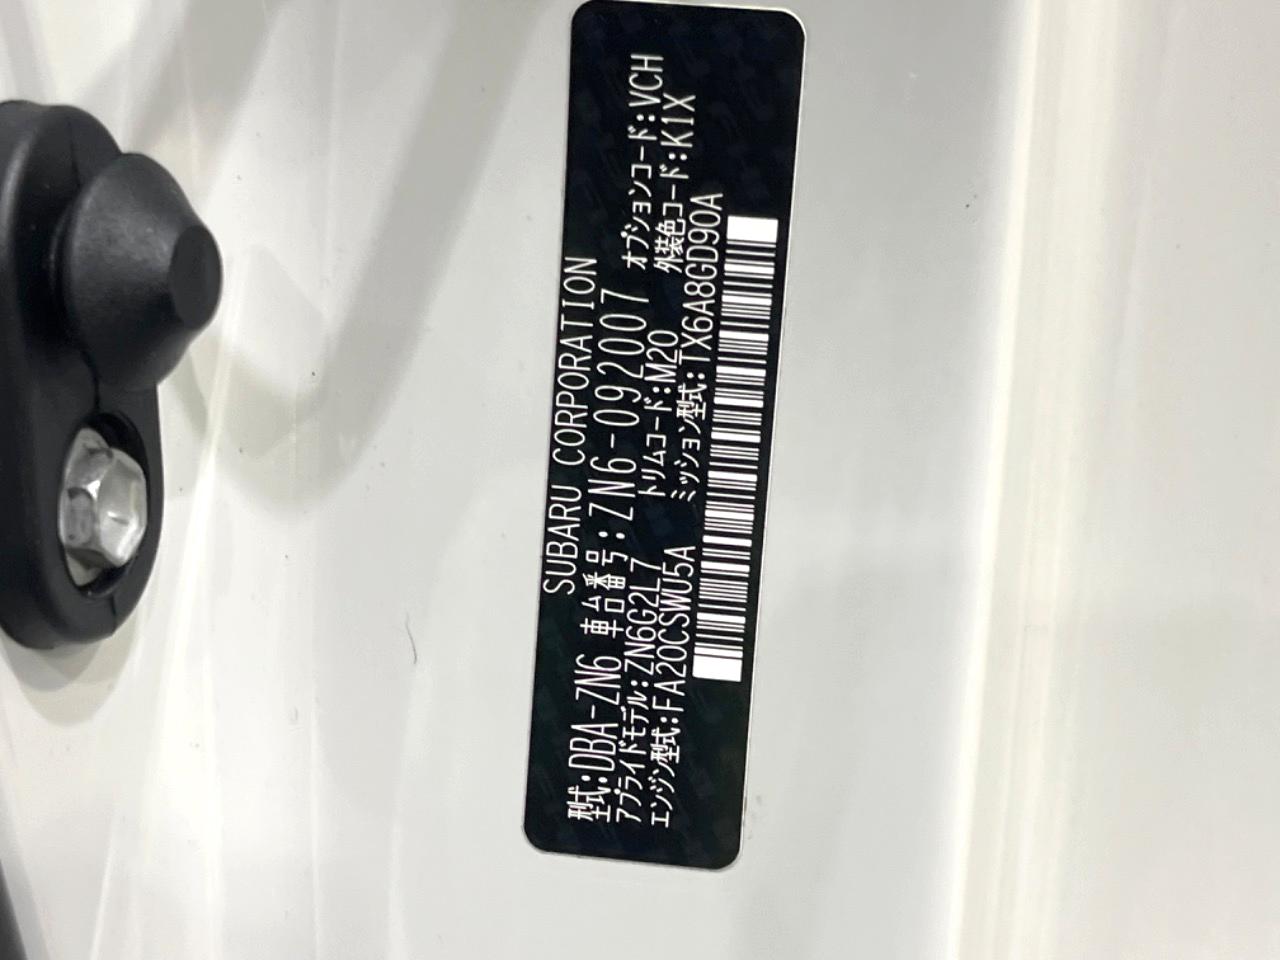 SUBARU CORPORATION
型式:DBA-ZN6 車台番号:ZN6-092007
アプライドモデル:ZN6G2L7 トリムコード:M20 オプションコード:VCH
エンジン型式:FA20CSWU5A ミッション型式:TX6A8GD90A 外装色コード:K1X